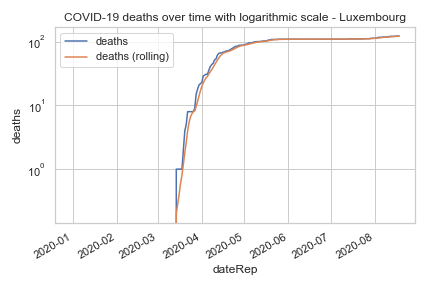 COVID-19 deaths over time with logarithmic scale - Luxembourg
deaths
deaths (rolling)
10²
10¹
10⁰
deaths
2020-01
2020-02
2020-03
2020-04
2020-05
2020-06
2020-07
2020-08
dateRep